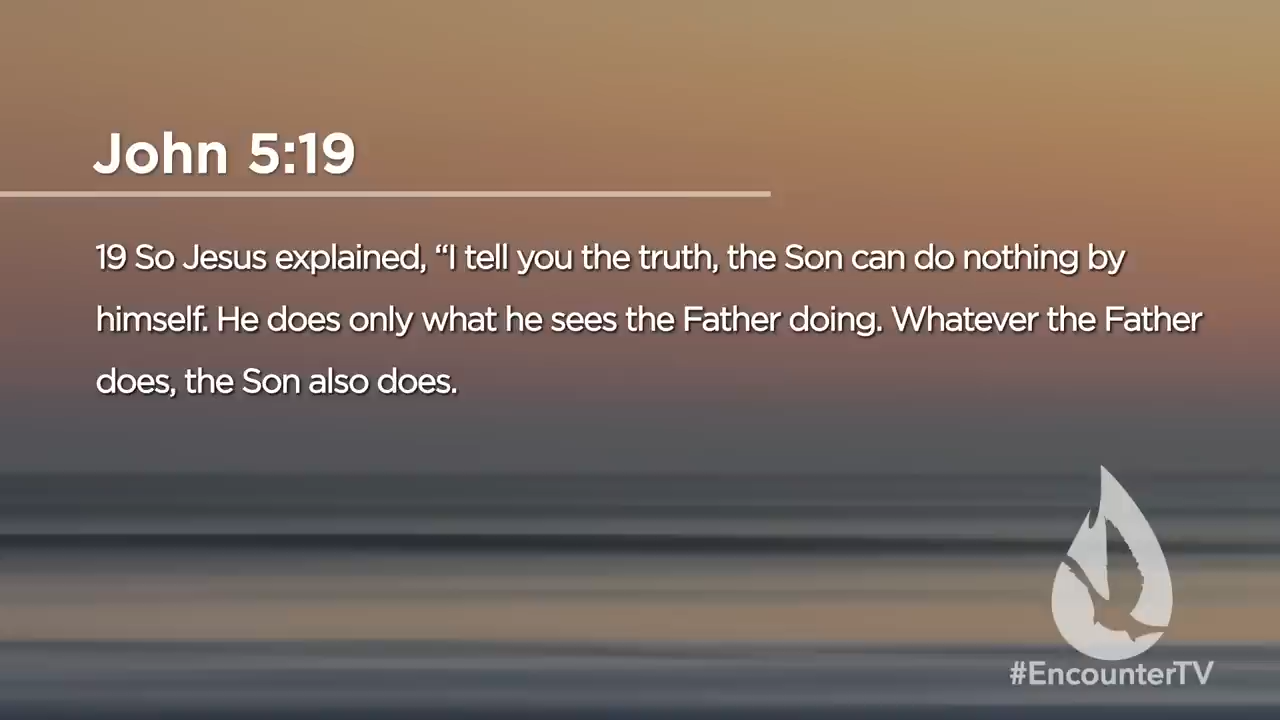 John 5:19
19 So Jesus explained, “I tell you the truth, the Son can do nothing by
himself. He does only what he sees the Father doing. Whatever the Father
does, the Son also does.
#EncounterTV